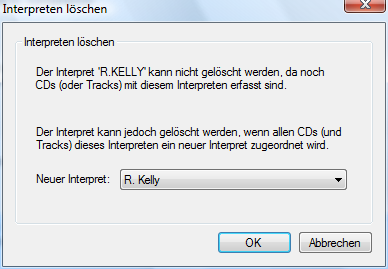 Interpreten löschen
Interpreten löschen
Der Interpret 'R.KELLY' kann nicht gelöscht werden, da noch
CDs (oder Tracks) mit diesem Interpreten erfasst sind.
Der Interpret kann jedoch gelöscht werden, wenn allen CDs (und
Tracks) dieses Interpreten ein neuer Interpret zugeordnet wird.
Neuer Interpret: R. Kelly
OK Abbrechen